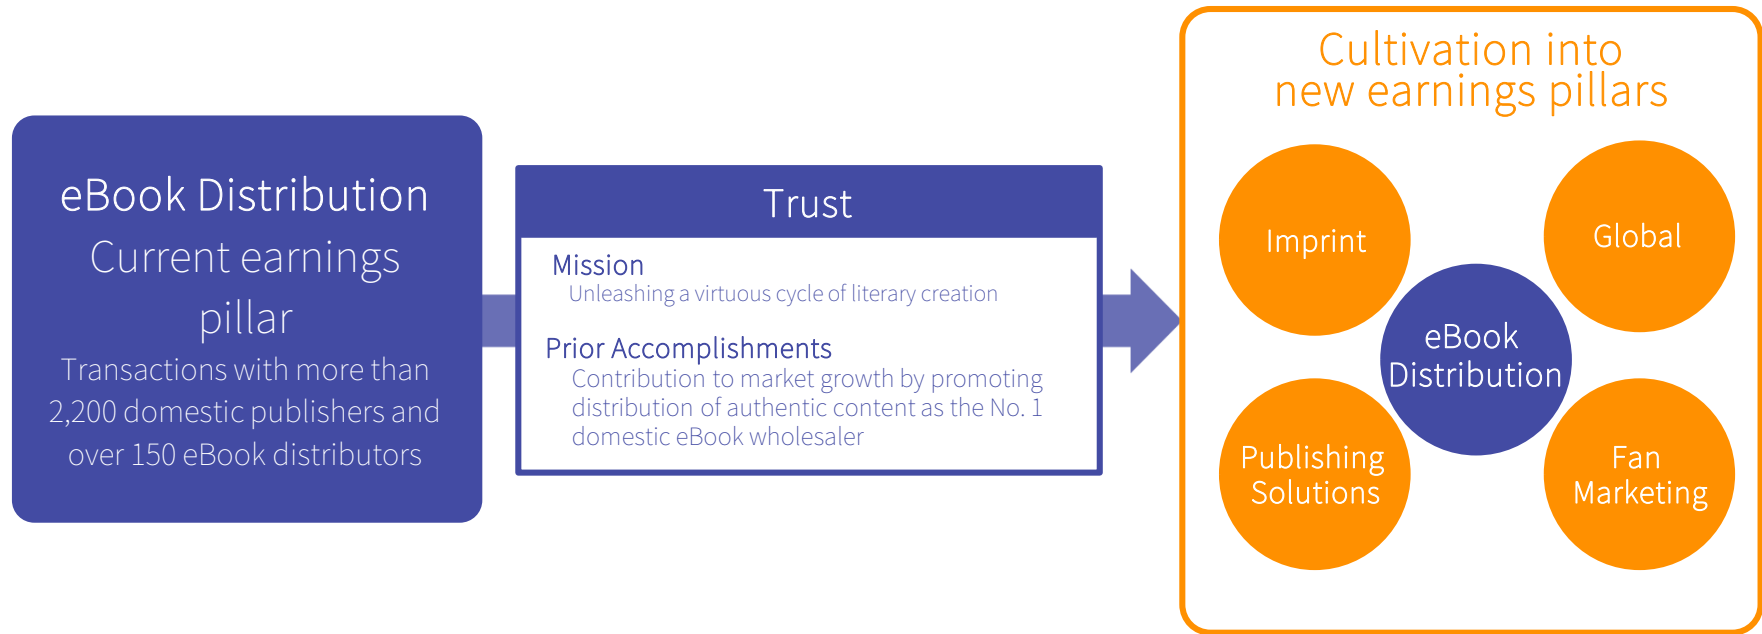 eBook Distribution
Current earnings
pillar
Transactions with more than
2,200 domestic publishers and
over 150 eBook distributors
Trust
Mission
Unleashing a virtuous cycle of literary creation
Prior Accomplishments
Contribution to market growth by promoting
distribution of authentic content as the No. 1
domestic eBook wholesaler
Cultivation into
new earnings pillars
Imprint
Global
eBook
Distribution
Publishing
Solutions
Fan
Marketing